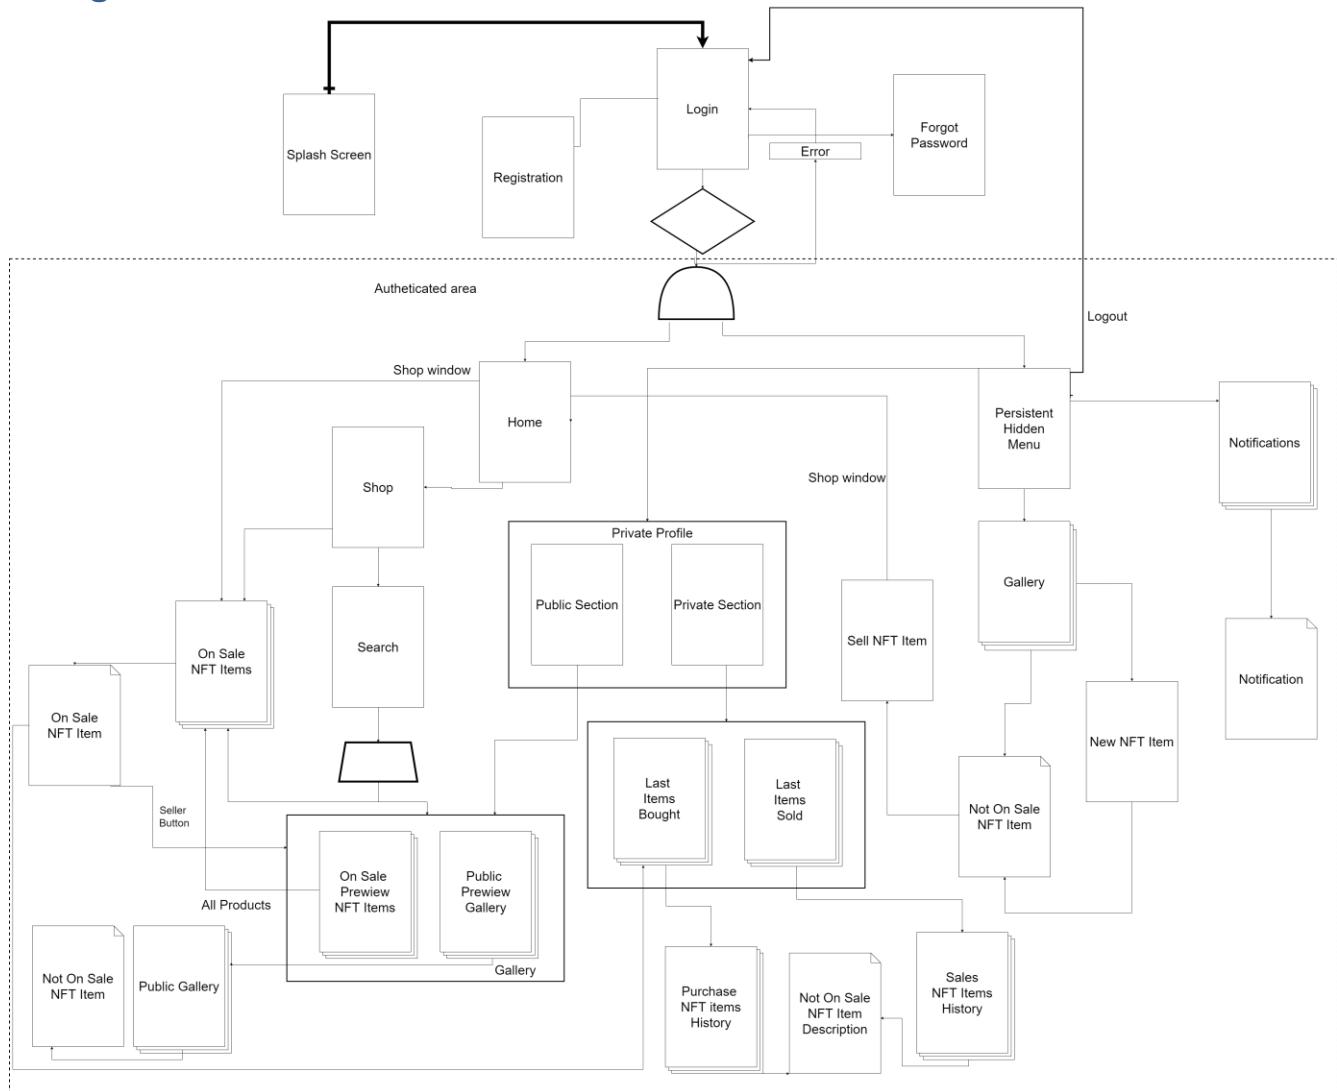 Login
Forgot
Password
Error
Splash Screen
Registration
Autheticated area
Logout
Shop window
Home
Persistent
Hidden
Menu
Notifications
Shop
Shop window
Private Profile
Gallery
Public Section
Private Section
Sell NFT Item
Search
On Sale
NFT Items
Notification
On Sale
NFT Item
New NFT Item
Last
Items
Bought
Last
Items
Sold
Not On Sale
NFT Item
Seller
Button
On Sale
Prewiew
NFT Items
Public
Prewiew
Gallery
All Products
Gallery
Not On Sale
NFT Item
Public Gallery
Purchase
NFT items
History
Not On Sale
NFT Item
Description
Sales
NFT Items
History